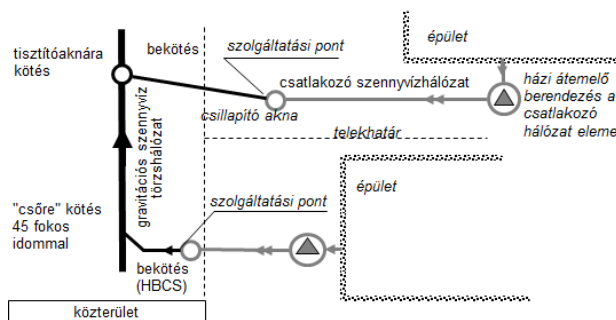 tisztítóaknára
kötés
bekötés
szolgáltatási pont
épület
csatlakozó szennyvízhálózat
csillapító akna
házi átemelő
berendezés a
csatlakozó
hálózat eleme
telekhatár
gravitációs szennyvíz
törzshálózat
"csőre" kötés
45 fokos
idommal
szolgáltatási pont
épület
bekötés
(HBCS)
közterület